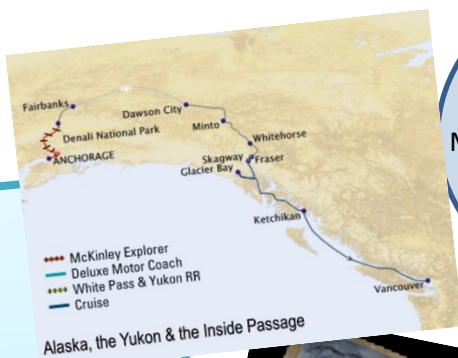 Fairbanks
Dawson City
Denali National Park
Minto
ANCHORAGE
Whitehorse
Skagway
Fraser
Glacier Bay
Ketchikan
Vancouver
McKinley Explorer
Deluxe Motor Coach
White Pass & Yukon RR
Cruise
Alaska, the Yukon & the Inside Passage